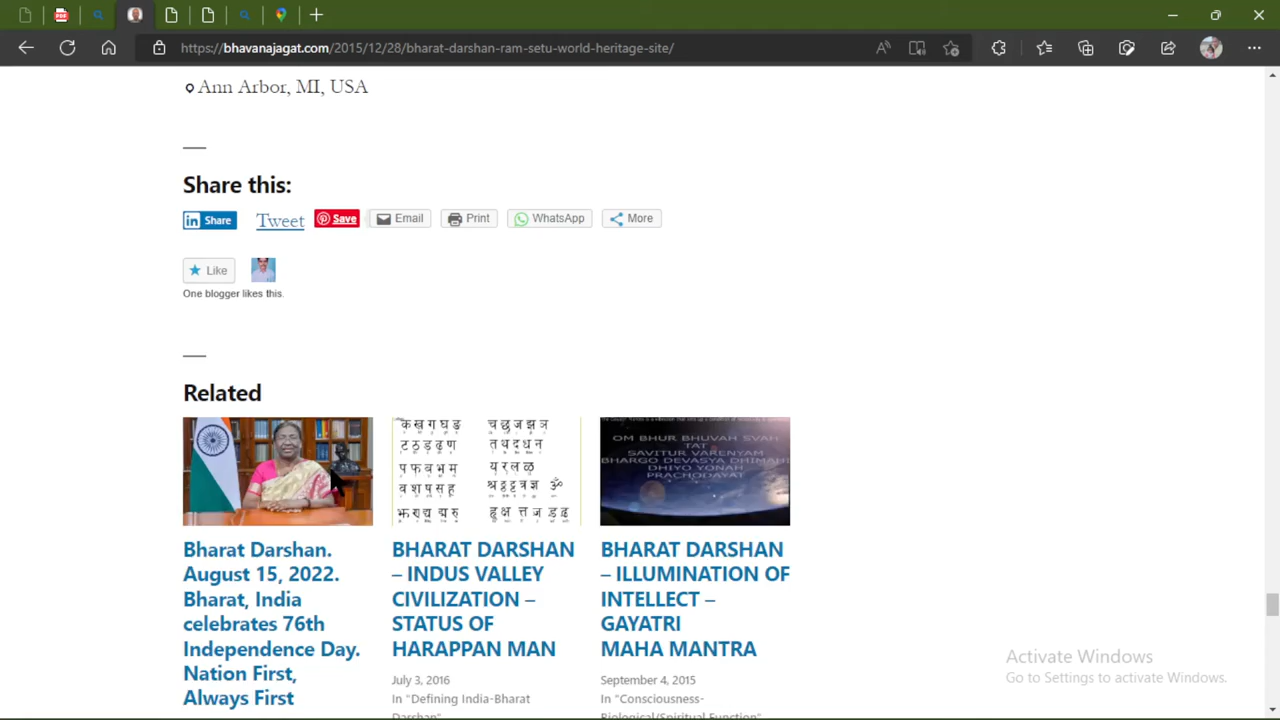 https://bhavanajagat.com/2015/12/28/bharat-darshan-ram-setu-world-heritage-site/
Ann Arbor, MI, USA
Share this:
Share Tweet Save Email Print WhatsApp More
Like
One blogger likes this.
Related
क ख ग घ ङ
ट ठ ड ढ ण
प फ व भ म
व श ष स ह
च छ ज झ ञ
त थ द ध न
य र ल ळ
ॐ
OM BHUR BHUVAH SVAH
TAT
SAVITUR VARENYAM
BHARGO DEVASYA DHIMAHI
DHIYO YONAH
PRACHODAYAT
Bharat Darshan.
August 15, 2022.
Bharat, India
celebrates 76th
Independence Day.
Nation First,
Always First
BHARAT DARSHAN
– INDUS VALLEY
CIVILIZATION –
STATUS OF
HARAPPAN MAN
July 3, 2016
In "Defining India-Bharat
Darshan"
BHARAT DARSHAN
– ILLUMINATION OF
INTELLECT –
GAYATRI
MAHA MANTRA
September 4, 2015
In "Consciousness-
Biological/Spiritual Function"
Activate Windows
Go to Settings to activate Windows.